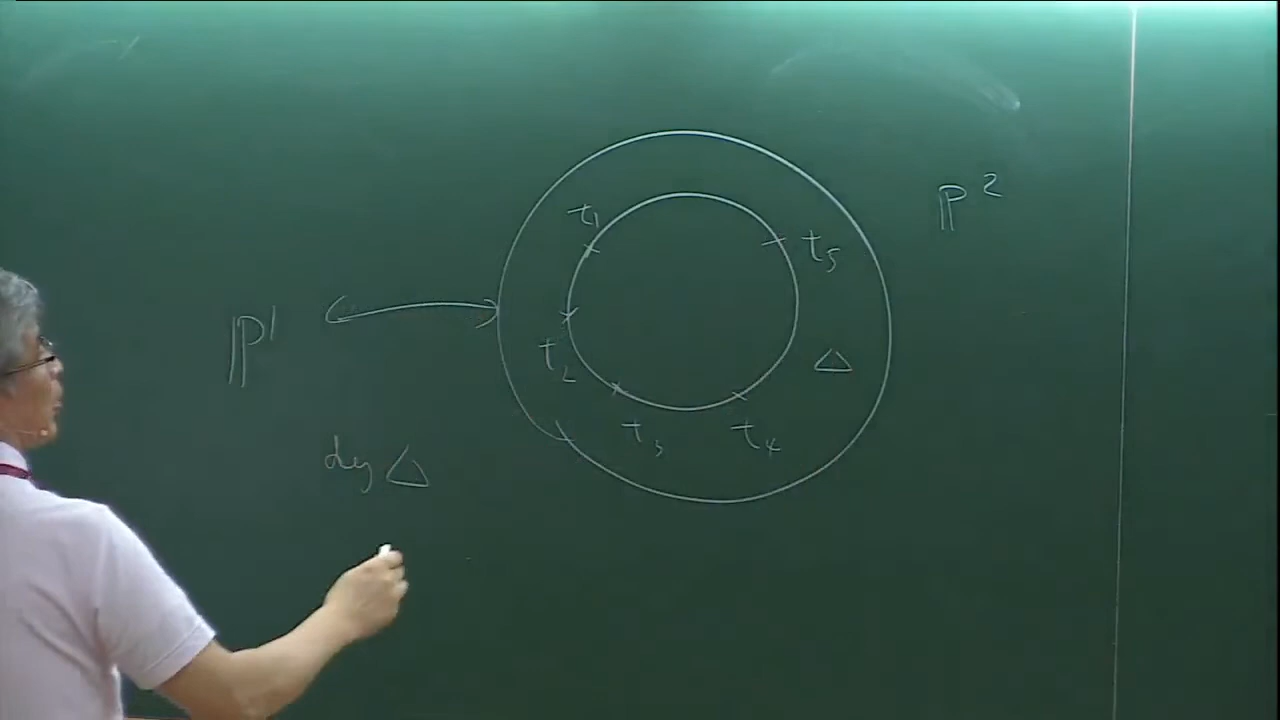 ℙ²
t₁
t₅
ℙ¹
t₂
△
t₃
t₄
deg △